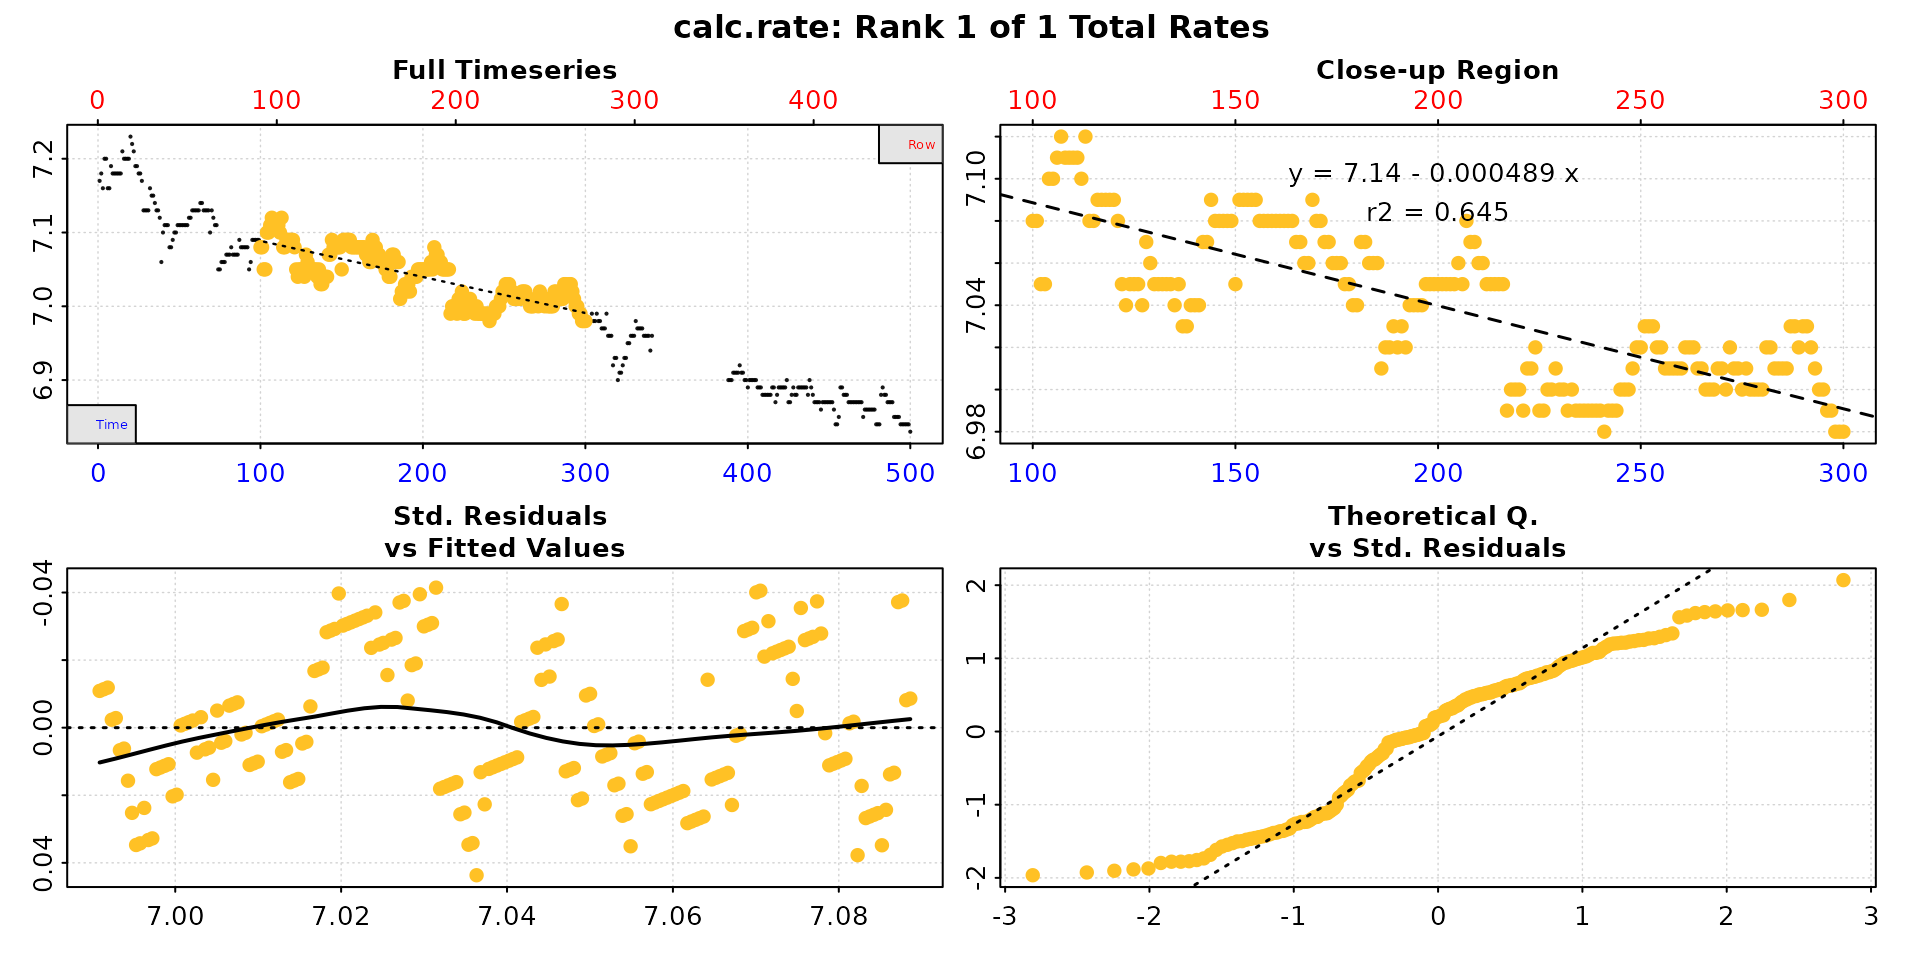 calc.rate: Rank 1 of 1 Total Rates
Full Timeseries
0 100 200 300 400
7.2
7.1
7.0
6.9
Row
Time
0 100 200 300 400 500
Close-up Region
100 150 200 250 300
7.10
7.04
6.98
y = 7.14 - 0.000489 x
r2 = 0.645
100 150 200 250 300
Std. Residuals
vs Fitted Values
-0.04
0.00
0.04
7.00 7.02 7.04 7.06 7.08
Theoretical Q.
vs Std. Residuals
2
1
0
-1
-2
-3 -2 -1 0 1 2 3